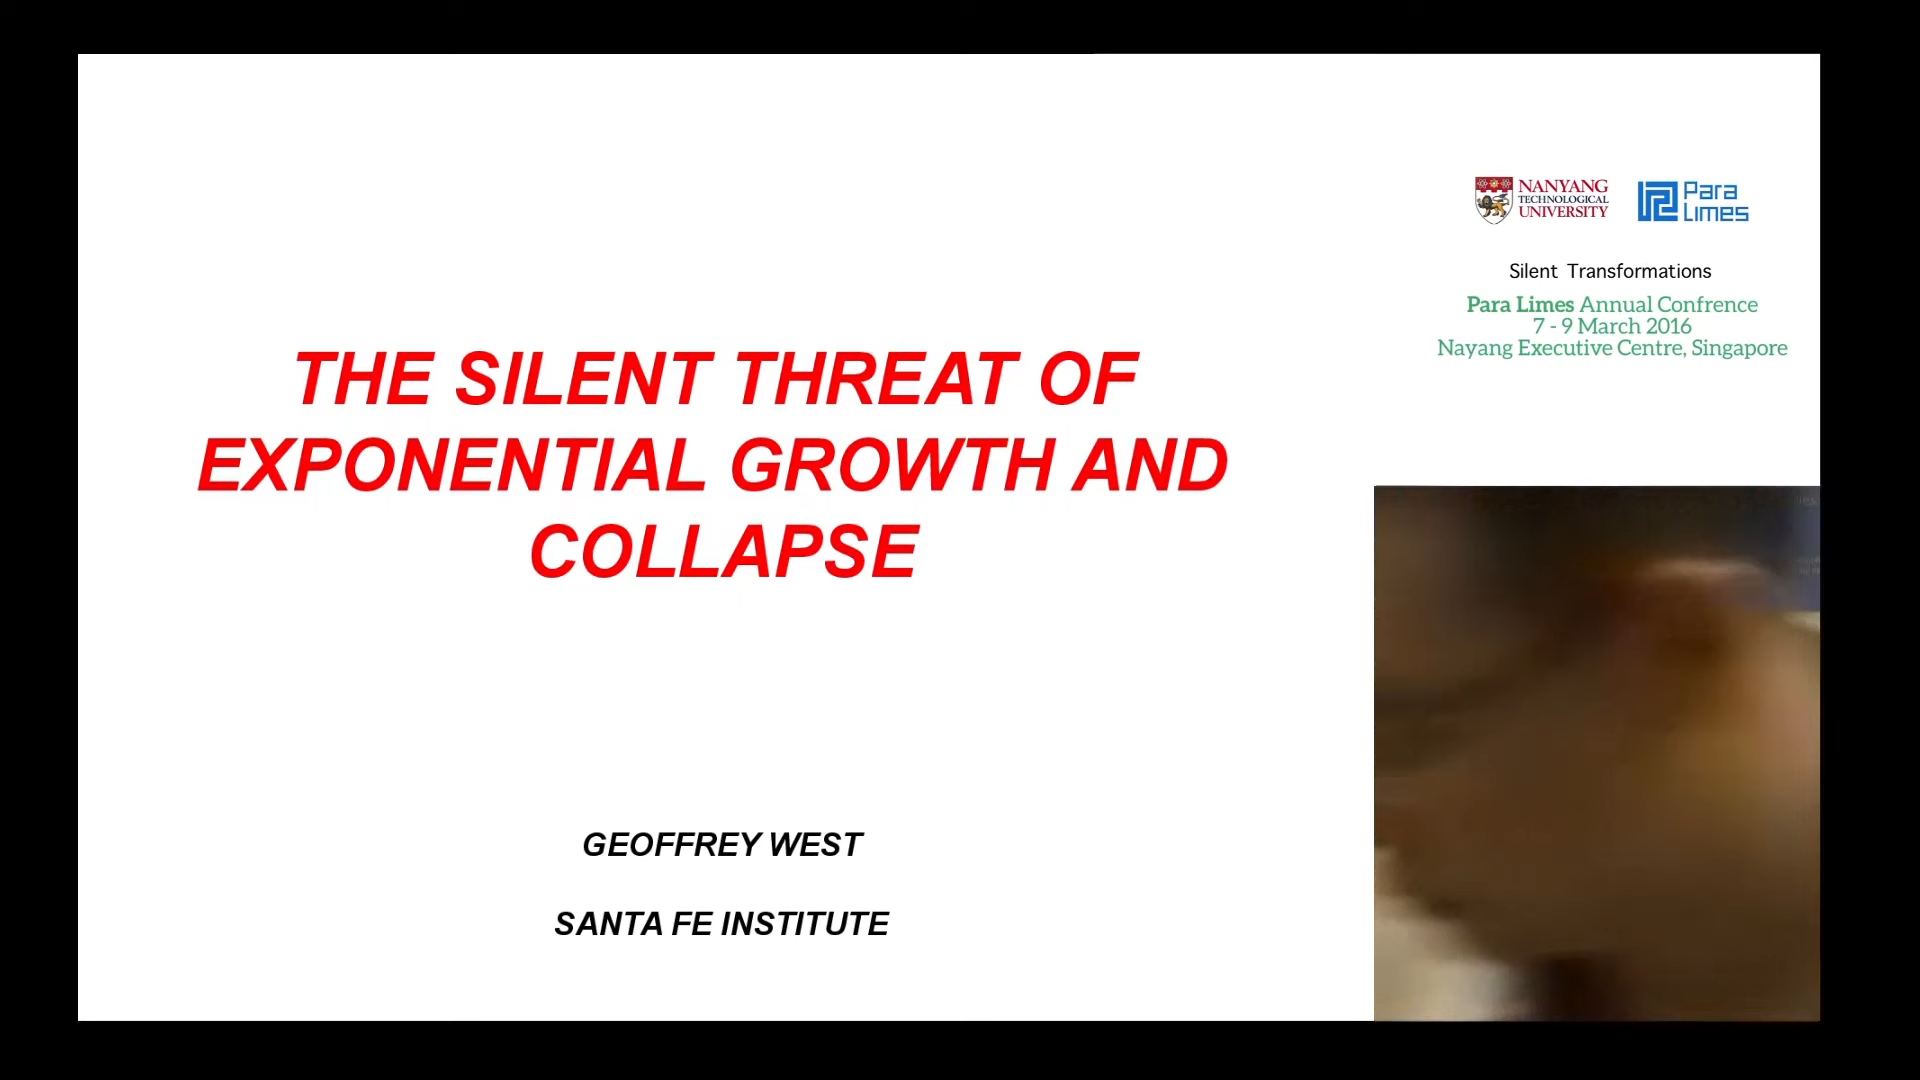 THE SILENT THREAT OF
EXPONENTIAL GROWTH AND
COLLAPSE
GEOFFREY WEST
SANTA FE INSTITUTE
NANYANG
TECHNOLOGICAL
UNIVERSITY
Para
Limes
Silent Transformations
Para Limes Annual Confrence
7 - 9 March 2016
Nayang Executive Centre, Singapore